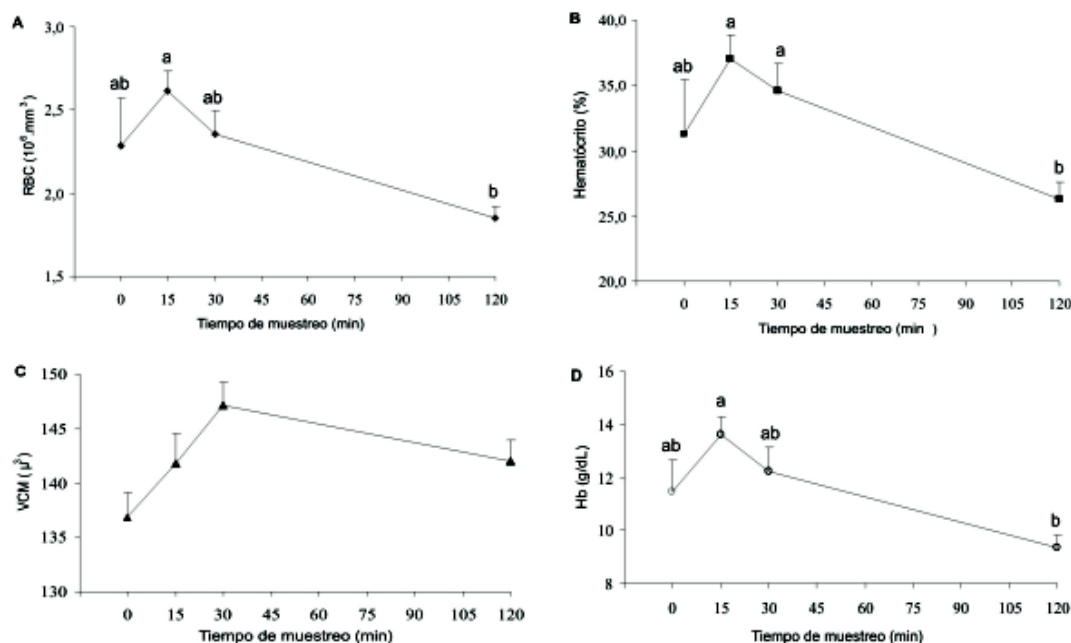 A
3,0
2,5
2,0
1,5
RBC (10⁶.mm³)
ab
a
ab
b
0 15 30 45 60 75 90 105 120
Tiempo de muestreo (min)
B
40,0
35,0
30,0
25,0
20,0
Hematócrito (%)
ab
a
a
b
0 15 30 45 60 75 90 105 120
Tiempo de muestreo (min )
C
150
145
140
135
130
VCM ( µ³)
0 15 30 45 60 75 90 105 120
Tiempo de muestreo (min)
D
16
14
12
10
8
Hb (g/dL)
ab
a
ab
b
0 15 30 45 60 75 90 105 120
Tiempo de muestreo (min)